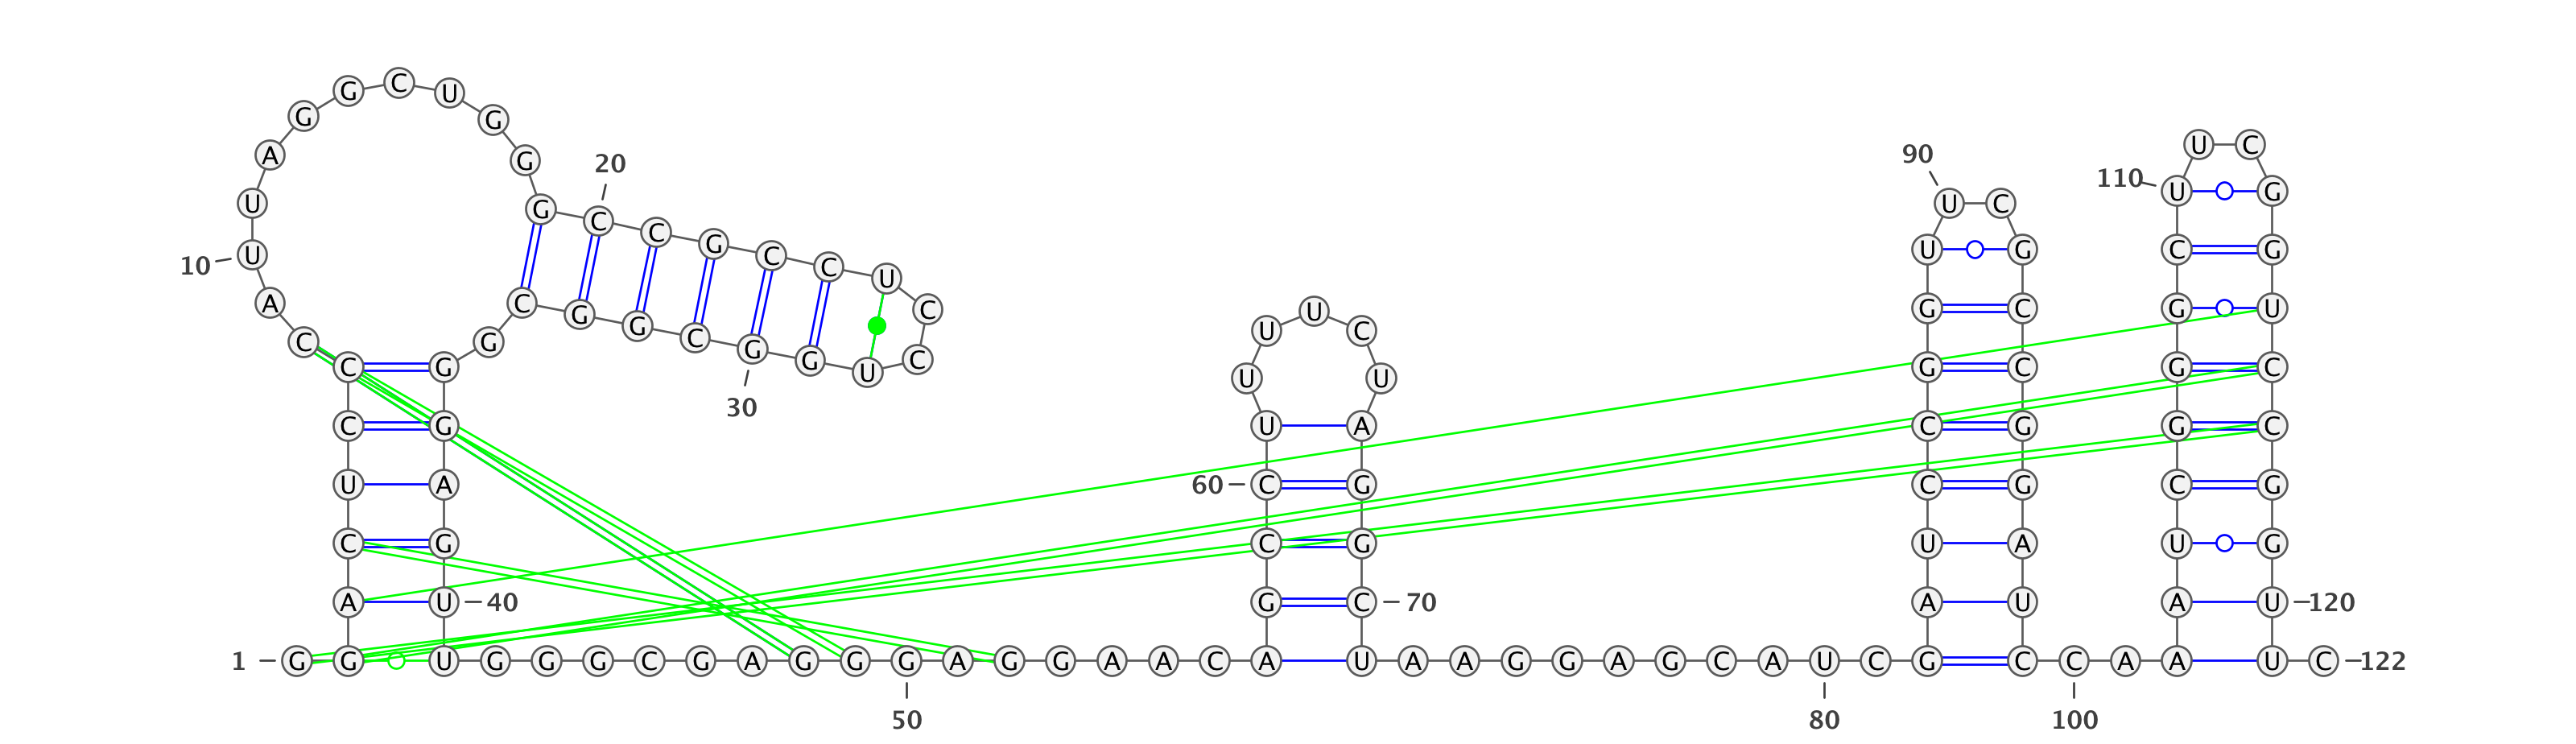 1
G G A C U C C C A
10
U U A G G C U G G G
20
C C G C C U C C U G
30
G C G G C G G G A G
40
U U G G G C G A G G
50
G A G G A A C A G C
60
C U U U U C U A G G
70
C U A A G G A G C A
80
U C G A U C C G G U
90
U C G C C G G A U C
100
C A A A U C G G G C
110
U U C G G U C C G G
120
U U C
122